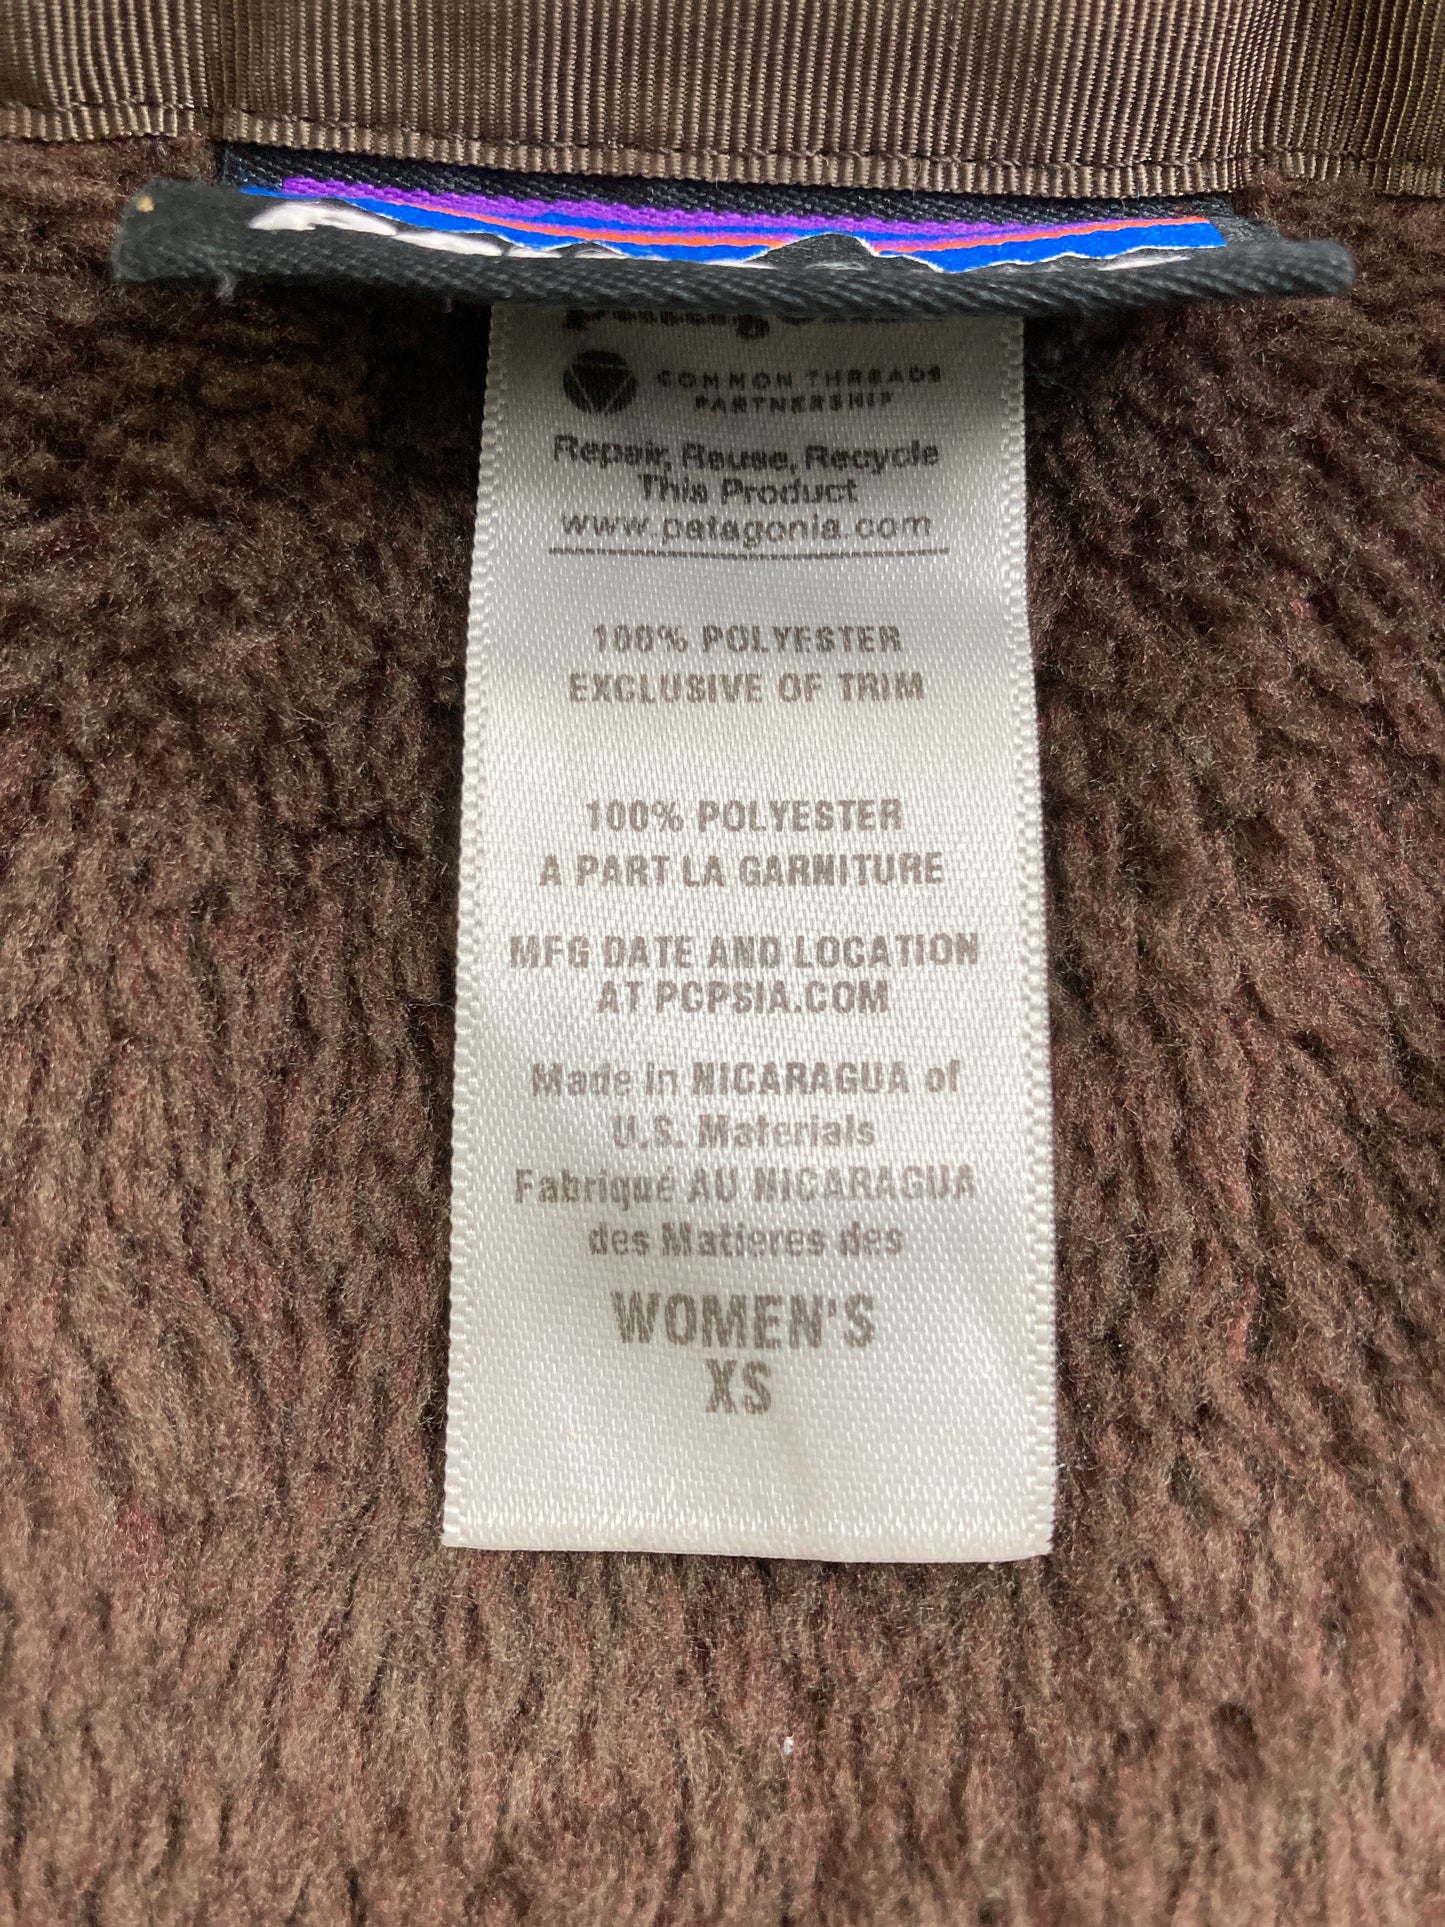 COMMON THREADS
PARTNERSHIP
Repair, Reuse, Recycle
This Product
www.patagonia.com
100% POLYESTER
EXCLUSIVE OF TRIM
100% POLYESTER
A PART LA GARNITURE
MFG DATE AND LOCATION
AT PCPSIA.COM
Made in NICARAGUA of
U.S. Materials
Fabriqué AU NICARAGUA
des Matieres des
WOMEN'S
XS